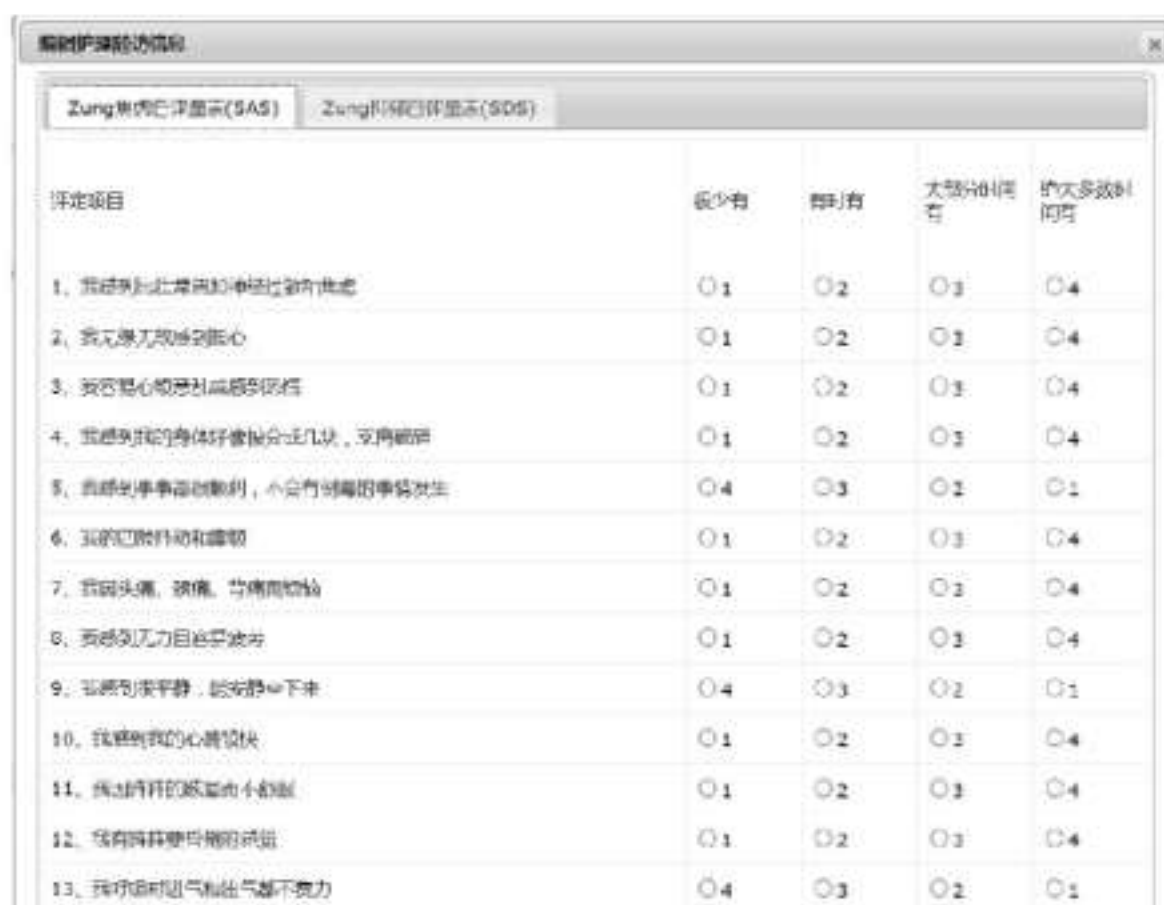 Zung焦虑自评量表(SAS) Zung抑郁自评量表(SDS)
评定项目 极少有 有时有 大部分时间有 绝大多数时间有
1、我感到比往常更加神经过敏和焦虑 1 2 3 4
2、我无缘无故感到担心 1 2 3 4
3、我容易心烦意乱或感到恐慌 1 2 3 4
4、我感到我的身体好像被分成几块，支离破碎 1 2 3 4
5、我感到事事都很顺利，不会有倒霉的事情发生 4 3 2 1
6、我的四肢抖动和震颤 1 2 3 4
7、我因头痛、颈痛、背痛而烦恼 1 2 3 4
8、我感到无力且容易疲劳 1 2 3 4
9、我感到很平静，能安静坐下来 4 3 2 1
10、我感到我的心跳较快 1 2 3 4
11、我因阵阵的眩晕而不舒服 1 2 3 4
12、我有阵阵要昏倒的感觉 1 2 3 4
13、我呼吸时进气和出气都不费力 4 3 2 1